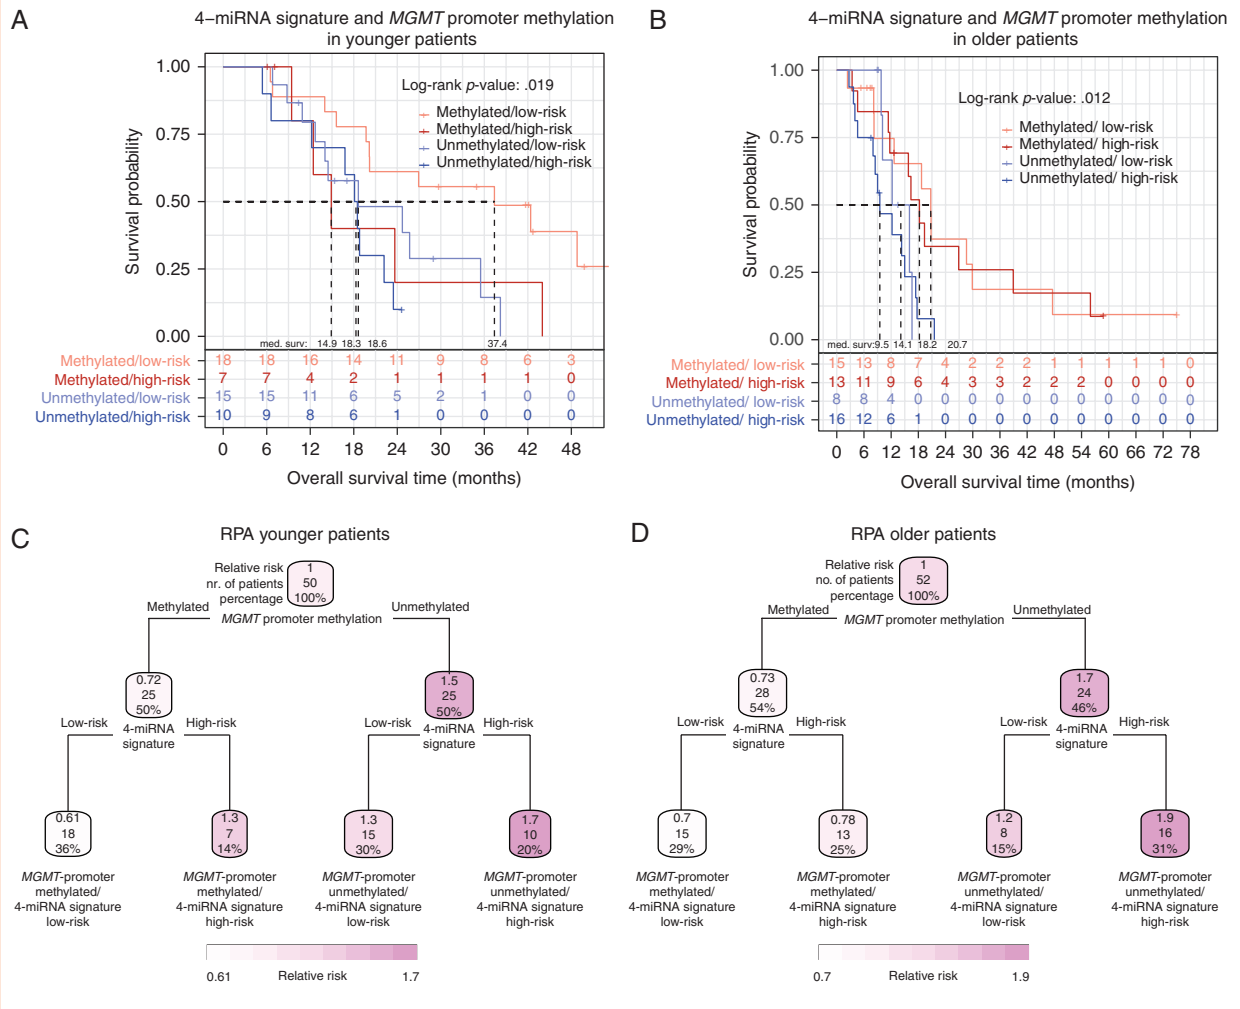 A
4–miRNA signature and MGMT promoter methylation
in younger patients
Survival probability
1.00
0.75
0.50
0.25
0.00
Log-rank p-value: .019
Methylated/low-risk
Methylated/high-risk
Unmethylated/low-risk
Unmethylated/high-risk
med. surv: 14.9 18.3 18.6 37.4
Methylated/low-risk 18 18 16 14 11 9 8 6 3
Methylated/high-risk 7 7 4 2 1 1 1 1 0
Unmethylated/low-risk 15 15 11 6 5 2 1 0 0
Unmethylated/high-risk 10 9 8 6 1 0 0 0 0
0 6 12 18 24 30 36 42 48
Overall survival time (months)
B
4–miRNA signature and MGMT promoter methylation
in older patients
Survival probability
1.00
0.75
0.50
0.25
0.00
Log-rank p-value: .012
Methylated/ low-risk
Methylated/ high-risk
Unmethylated/ low-risk
Unmethylated/ high-risk
med. surv:9.5 14.1 18.2 20.7
Methylated/ low-risk 15 13 8 7 4 2 2 2 1 1 1 1 1 0
Methylated/ high-risk 13 11 9 6 4 3 3 2 2 2 0 0 0 0
Unmethylated/ low-risk 8 8 4 0 0 0 0 0 0 0 0 0 0 0
Unmethylated/ high-risk 16 12 6 1 0 0 0 0 0 0 0 0 0 0
0 6 12 18 24 30 36 42 48 54 60 66 72 78
Overall survival time (months)
C
RPA younger patients
Relative risk 1
nr. of patients 50
percentage 100%
Methylated
MGMT promoter methylation
Unmethylated
0.72
25
50%
1.5
25
50%
Low-risk
4-miRNA
signature
High-risk
Low-risk
4-miRNA
signature
High-risk
0.61
18
36%
1.3
7
14%
1.3
15
30%
1.7
10
20%
MGMT-promoter
methylated/
4-miRNA signature
low-risk
MGMT-promoter
methylated/
4-miRNA signature
high-risk
MGMT-promoter
unmethylated/
4-miRNA signature
low-risk
MGMT-promoter
unmethylated/
4-miRNA signature
high-risk
0.61 Relative risk 1.7
D
RPA older patients
Relative risk 1
no. of patients 52
percentage 100%
Methylated
MGMT promoter methylation
Unmethylated
0.73
28
54%
1.7
24
46%
Low-risk
4-miRNA
signature
High-risk
Low-risk
4-miRNA
signature
High-risk
0.7
15
29%
0.78
13
25%
1.2
8
15%
1.9
16
31%
MGMT-promoter
methylated/
4-miRNA signature
low-risk
MGMT-promoter
methylated/
4-miRNA signature
high-risk
MGMT-promoter
unmethylated/
4-miRNA signature
low-risk
MGMT-promoter
unmethylated/
4-miRNA signature
high-risk
0.7 Relative risk 1.9